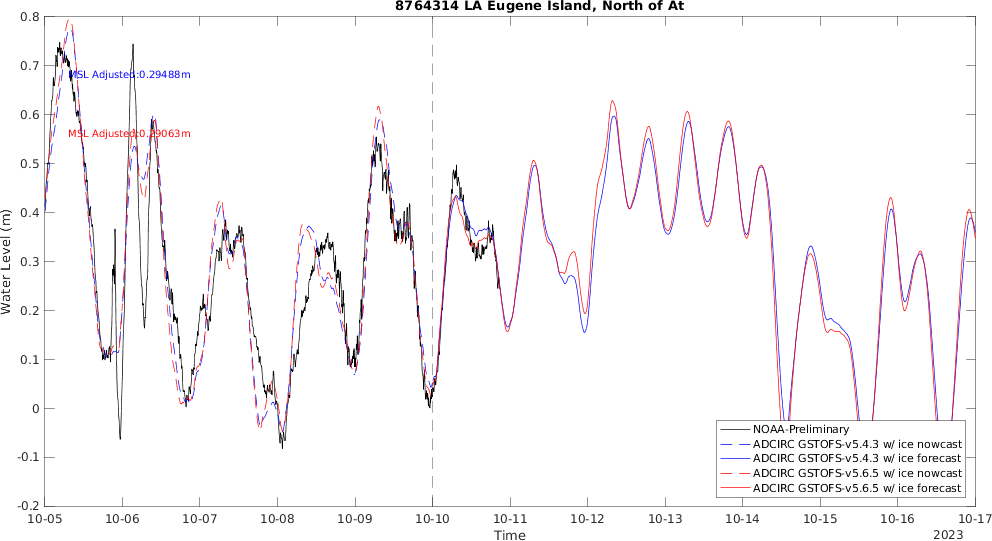 8764314 LA Eugene Island, North of At
0.8
0.7
0.6
0.5
0.4
0.3
0.2
0.1
0
-0.1
-0.2
Water Level (m)
MSL Adjusted:0.29488m
MSL Adjusted:0.29063m
NOAA-Preliminary
ADCIRC GSTOFS-v5.4.3 w/ ice nowcast
ADCIRC GSTOFS-v5.4.3 w/ ice forecast
ADCIRC GSTOFS-v5.6.5 w/ ice nowcast
ADCIRC GSTOFS-v5.6.5 w/ ice forecast
10-05 10-06 10-07 10-08 10-09 10-10 10-11 10-12 10-13 10-14 10-15 10-16 10-17
Time
2023